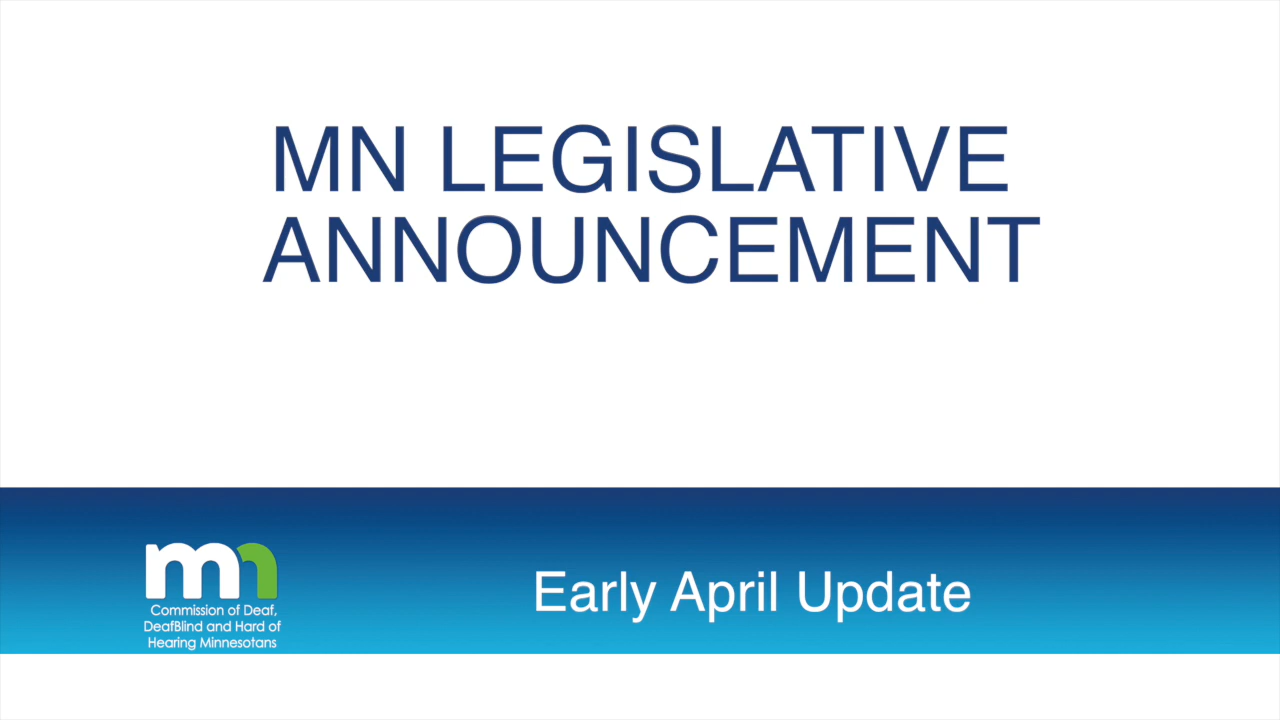 MN LEGISLATIVE
ANNOUNCEMENT
mn
Commission of Deaf,
DeafBlind and Hard of
Hearing Minnesotans
Early April Update